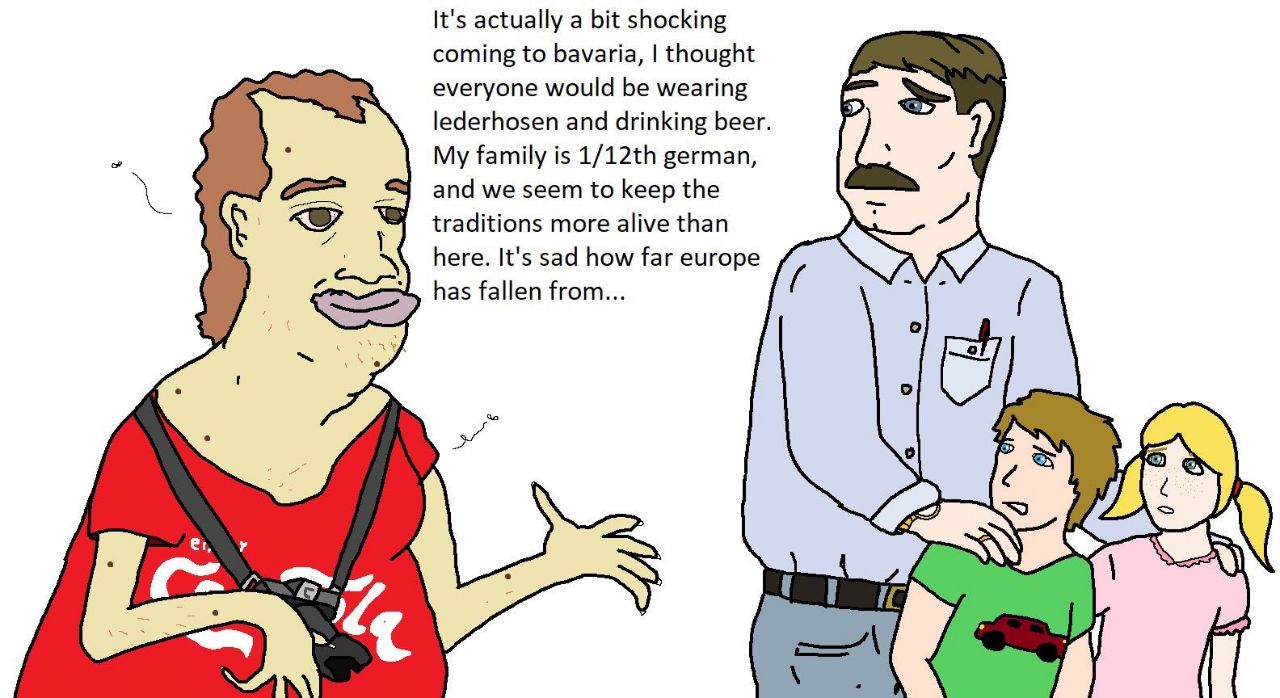 It's actually a bit shocking
coming to bavaria, I thought
everyone would be wearing
lederhosen and drinking beer.
My family is 1/12th german,
and we seem to keep the
traditions more alive than
here. It's sad how far europe
has fallen from...